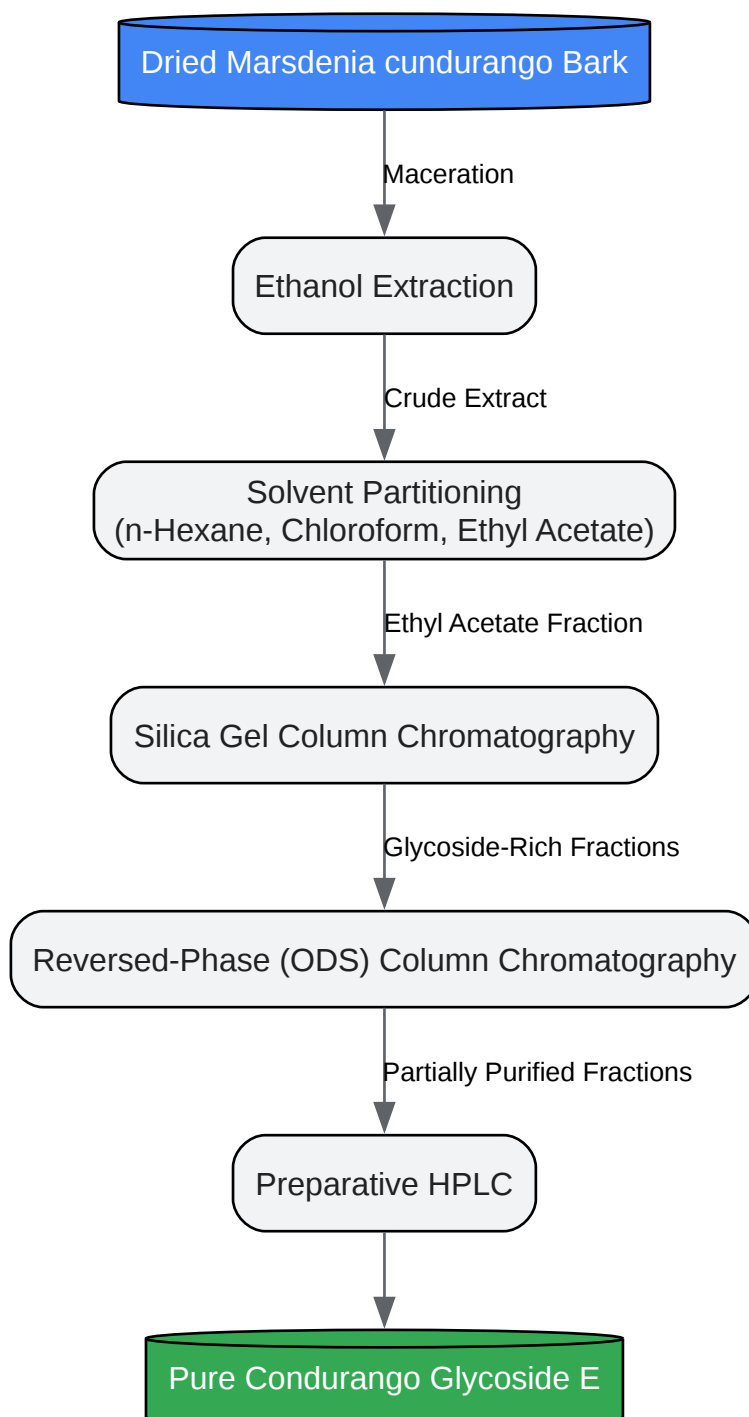 Dried Marsdenia cundurango Bark
Maceration
Ethanol Extraction
Crude Extract
Solvent Partitioning
(n-Hexane, Chloroform, Ethyl Acetate)
Ethyl Acetate Fraction
Silica Gel Column Chromatography
Glycoside-Rich Fractions
Reversed-Phase (ODS) Column Chromatography
Partially Purified Fractions
Preparative HPLC
Pure Condurango Glycoside E